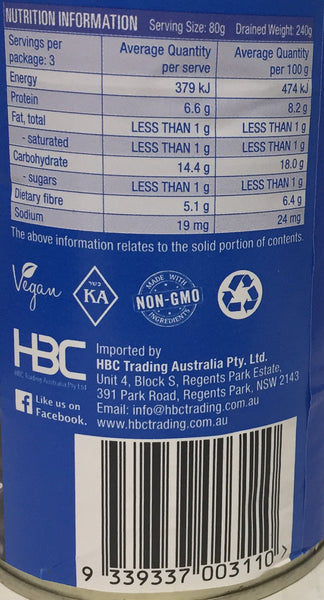 NUTRITION INFORMATION Serving Size: 80g Drained Weight: 240g
Servings per package: 3 Average Quantity per serve Average Quantity per 100 g
Energy 379 kJ 474 kJ
Protein 6.6 g 8.2 g
Fat, total LESS THAN 1 g LESS THAN 1 g
- saturated LESS THAN 1 g LESS THAN 1 g
Carbohydrate 14.4 g 18.0 g
- sugars LESS THAN 1 g LESS THAN 1 g
Dietary fibre 5.1 g 6.4 g
Sodium 19 mg 24 mg
The above information relates to the solid portion of contents.
Vegan
כשר
KA
MADE WITH
NON-GMO
INGREDIENTS
HBC
HBC Trading Australia Pty Ltd
Imported by
HBC Trading Australia Pty. Ltd.
Unit 4, Block S, Regents Park Estate,
391 Park Road, Regents Park, NSW 2143
Email: info@hbctrading.com.au
www.hbctrading.com.au
f Like us on
Facebook.
9 339337 003110 >